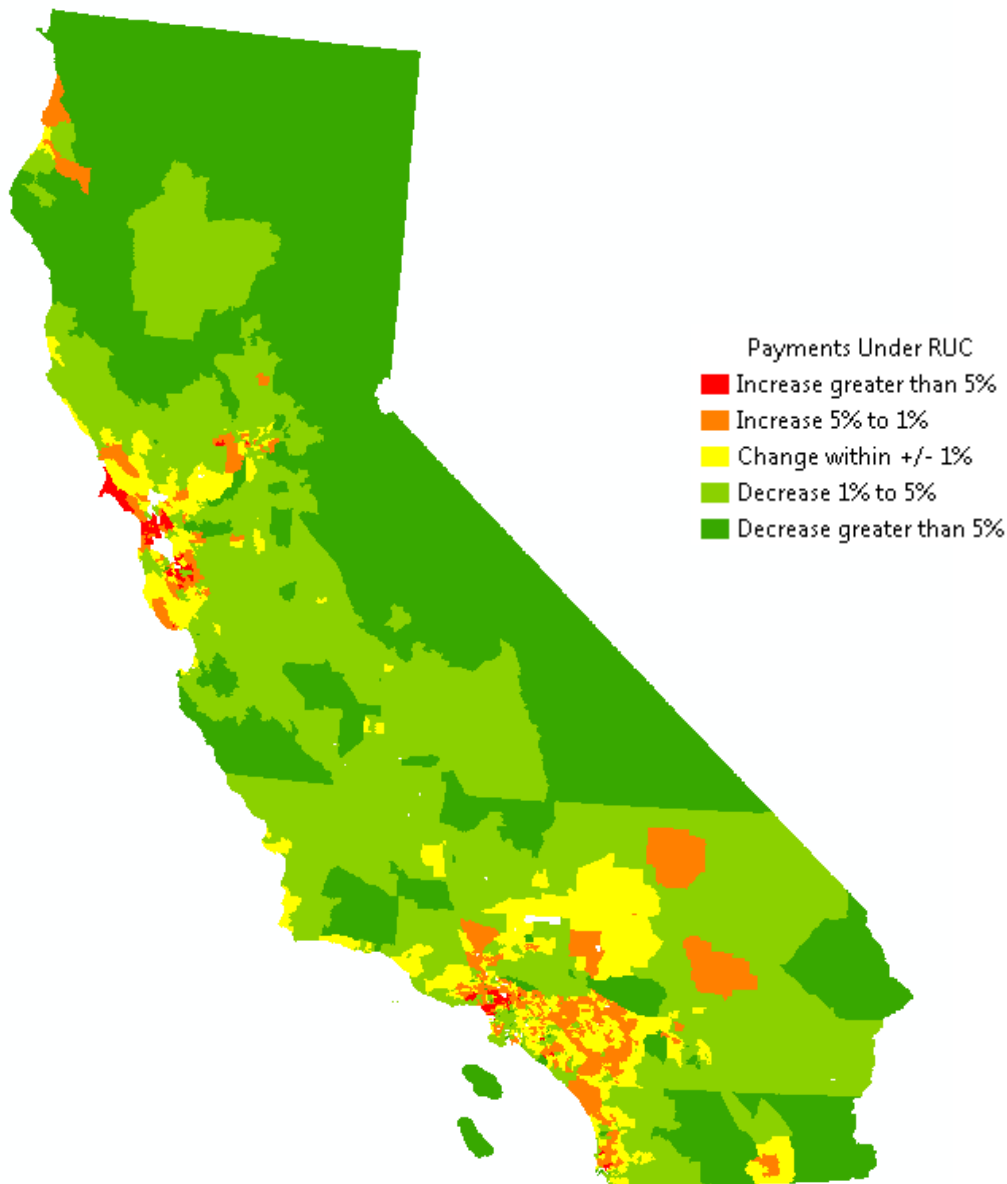 Payments Under RUC
Increase greater than 5%
Increase 5% to 1%
Change within +/- 1%
Decrease 1% to 5%
Decrease greater than 5%